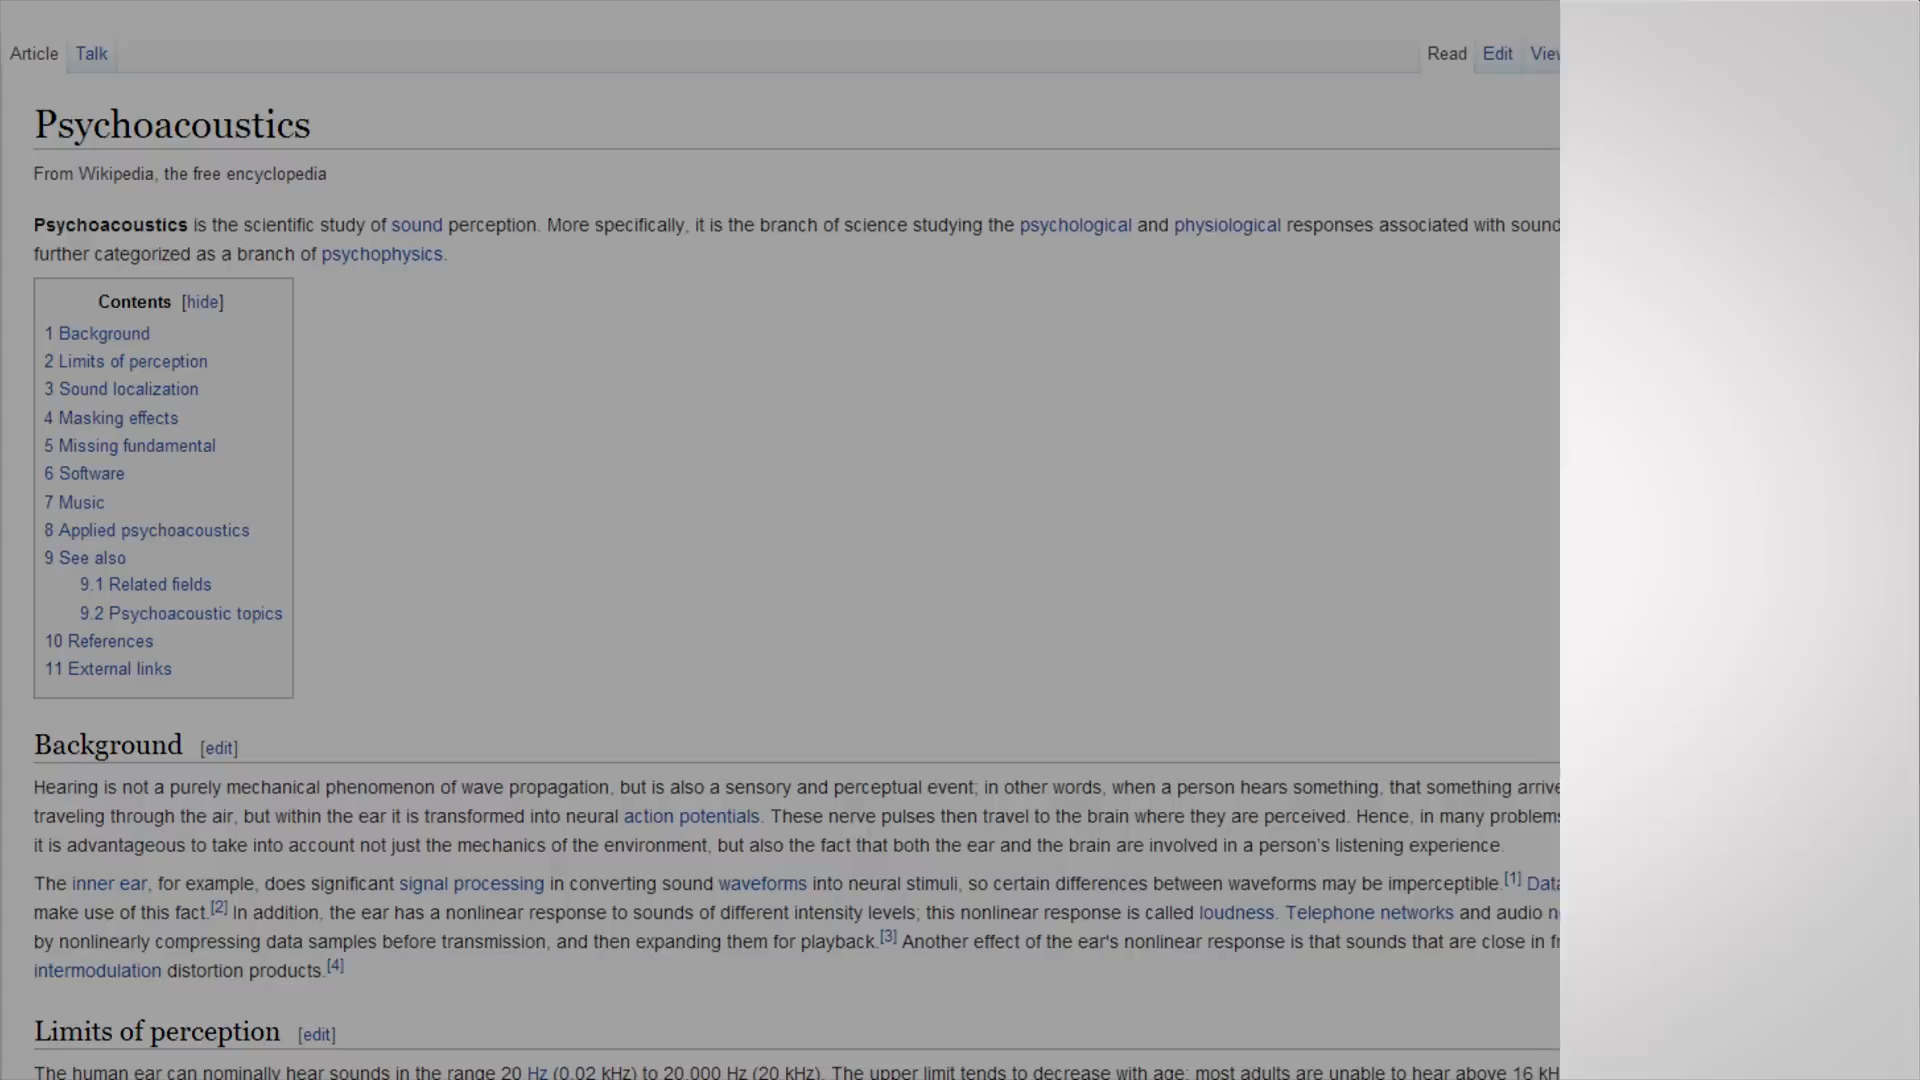 Article Talk Read Edit
Psychoacoustics
From Wikipedia, the free encyclopedia
Psychoacoustics is the scientific study of sound perception. More specifically, it is the branch of science studying the psychological and physiological responses associated with sound
further categorized as a branch of psychophysics.
Contents [hide]
1 Background
2 Limits of perception
3 Sound localization
4 Masking effects
5 Missing fundamental
6 Software
7 Music
8 Applied psychoacoustics
9 See also
9.1 Related fields
9.2 Psychoacoustic topics
10 References
11 External links
Background [edit]
Hearing is not a purely mechanical phenomenon of wave propagation, but is also a sensory and perceptual event; in other words, when a person hears something, that something arrive
traveling through the air, but within the ear it is transformed into neural action potentials. These nerve pulses then travel to the brain where they are perceived. Hence, in many problems
it is advantageous to take into account not just the mechanics of the environment, but also the fact that both the ear and the brain are involved in a person's listening experience.
The inner ear, for example, does significant signal processing in converting sound waveforms into neural stimuli, so certain differences between waveforms may be imperceptible.[1] Data
make use of this fact.[2] In addition, the ear has a nonlinear response to sounds of different intensity levels; this nonlinear response is called loudness. Telephone networks and audio
by nonlinearly compressing data samples before transmission, and then expanding them for playback.[3] Another effect of the ear's nonlinear response is that sounds that are close in
intermodulation distortion products.[4]
Limits of perception [edit]
The human ear can nominally hear sounds in the range 20 Hz (0.02 kHz) to 20,000 Hz (20 kHz). The upper limit tends to decrease with age; most adults are unable to hear above 16 kH